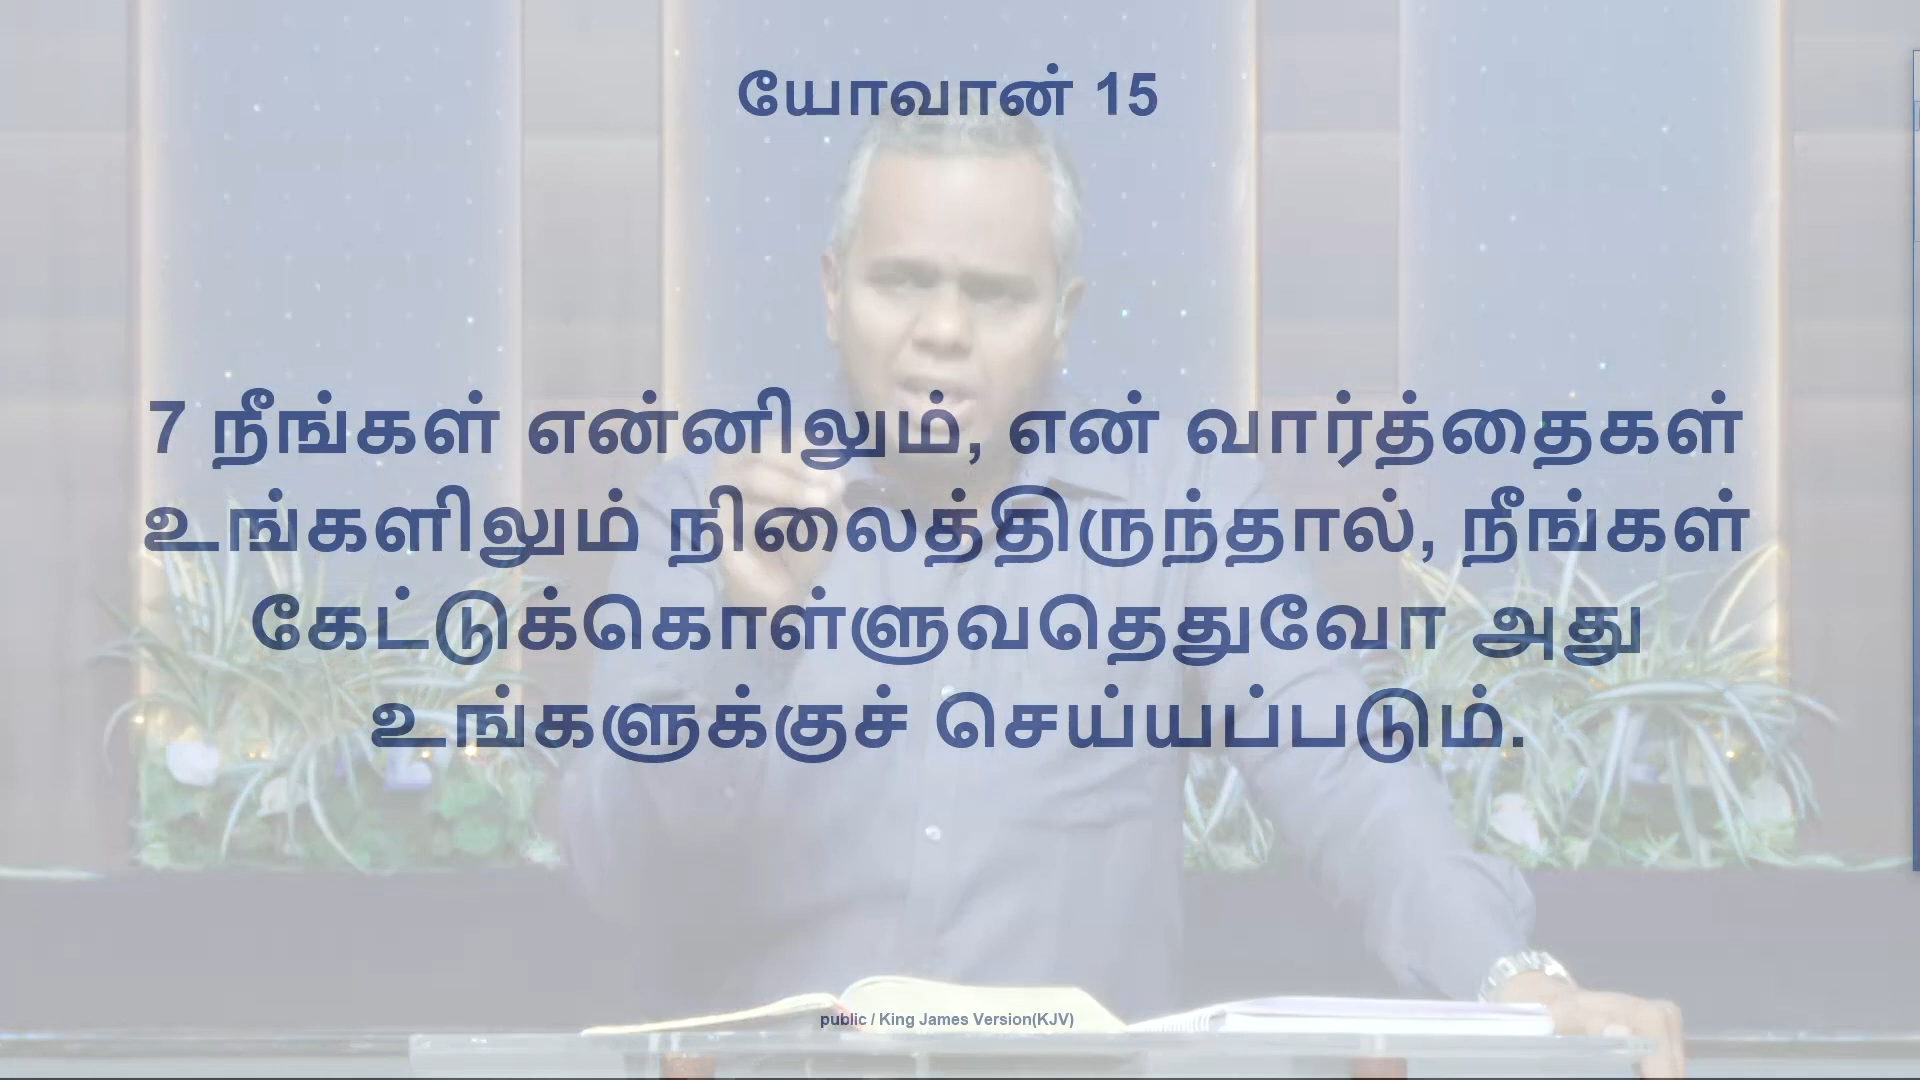 யோவான் 15
7 நீங்கள் என்னிலும், என் வார்த்தைகள்
உங்களிலும் நிலைத்திருந்தால், நீங்கள்
கேட்டுக்கொள்ளுவதெதுவோ அது
உங்களுக்குச் செய்யப்படும்.
public / King James Version(KJV)